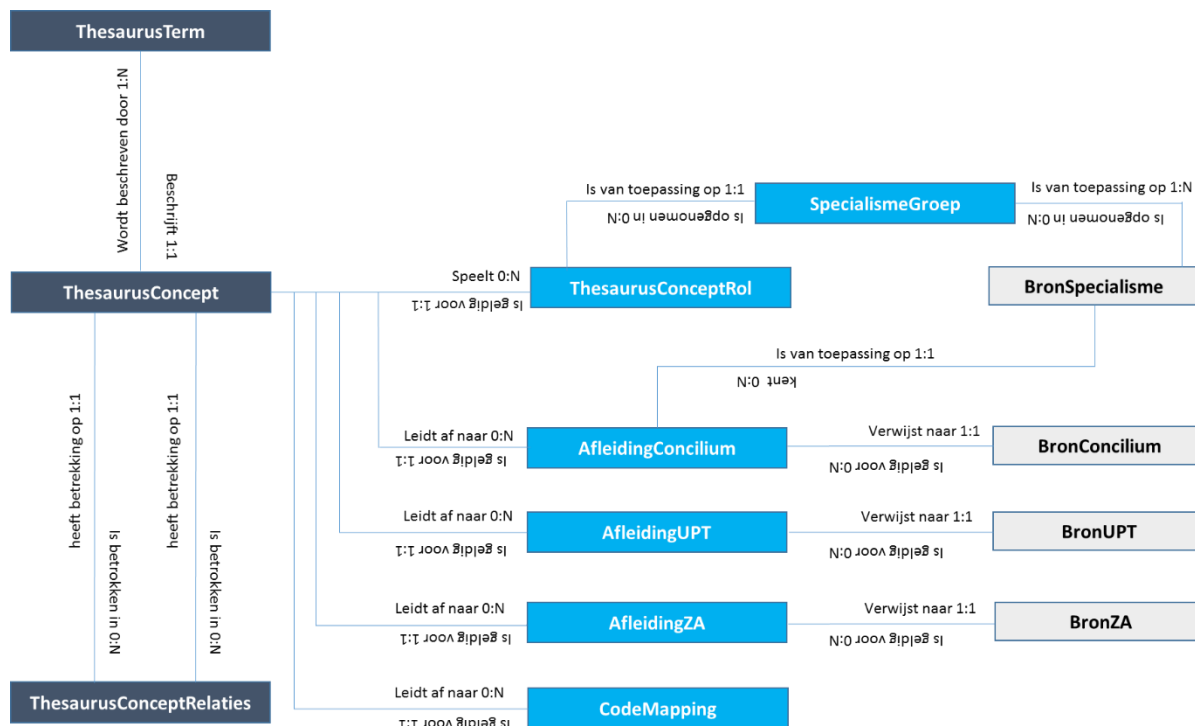 ThesaurusTerm
Wordt beschreven door 1:N
Beschrijft 1:1
Is van toepassing op 1:1
SpecialismeGroep
Is van toepassing op 1:N
Is opgenomen in 0:N
Is opgenomen in 0:N
ThesaurusConcept
Speelt 0:N
Is geldig voor 1:1
ThesaurusConceptRol
BronSpecialisme
Is van toepassing op 1:1
kent 0:N
heeft betrekking op 1:1
Is betrokken in 0:N
heeft betrekking op 1:1
Is betrokken in 0:N
Leidt af naar 0:N
Is geldig voor 1:1
AfleidingConcilium
Verwijst naar 1:1
Is geldig voor 0:N
BronConcilium
Leidt af naar 0:N
Is geldig voor 1:1
AfleidingUPT
Verwijst naar 1:1
Is geldig voor 0:N
BronUPT
Leidt af naar 0:N
Is geldig voor 1:1
AfleidingZA
Verwijst naar 1:1
Is geldig voor 0:N
BronZA
ThesaurusConceptRelaties
Leidt af naar 0:N
Is geldig voor 1:1
CodeMapping